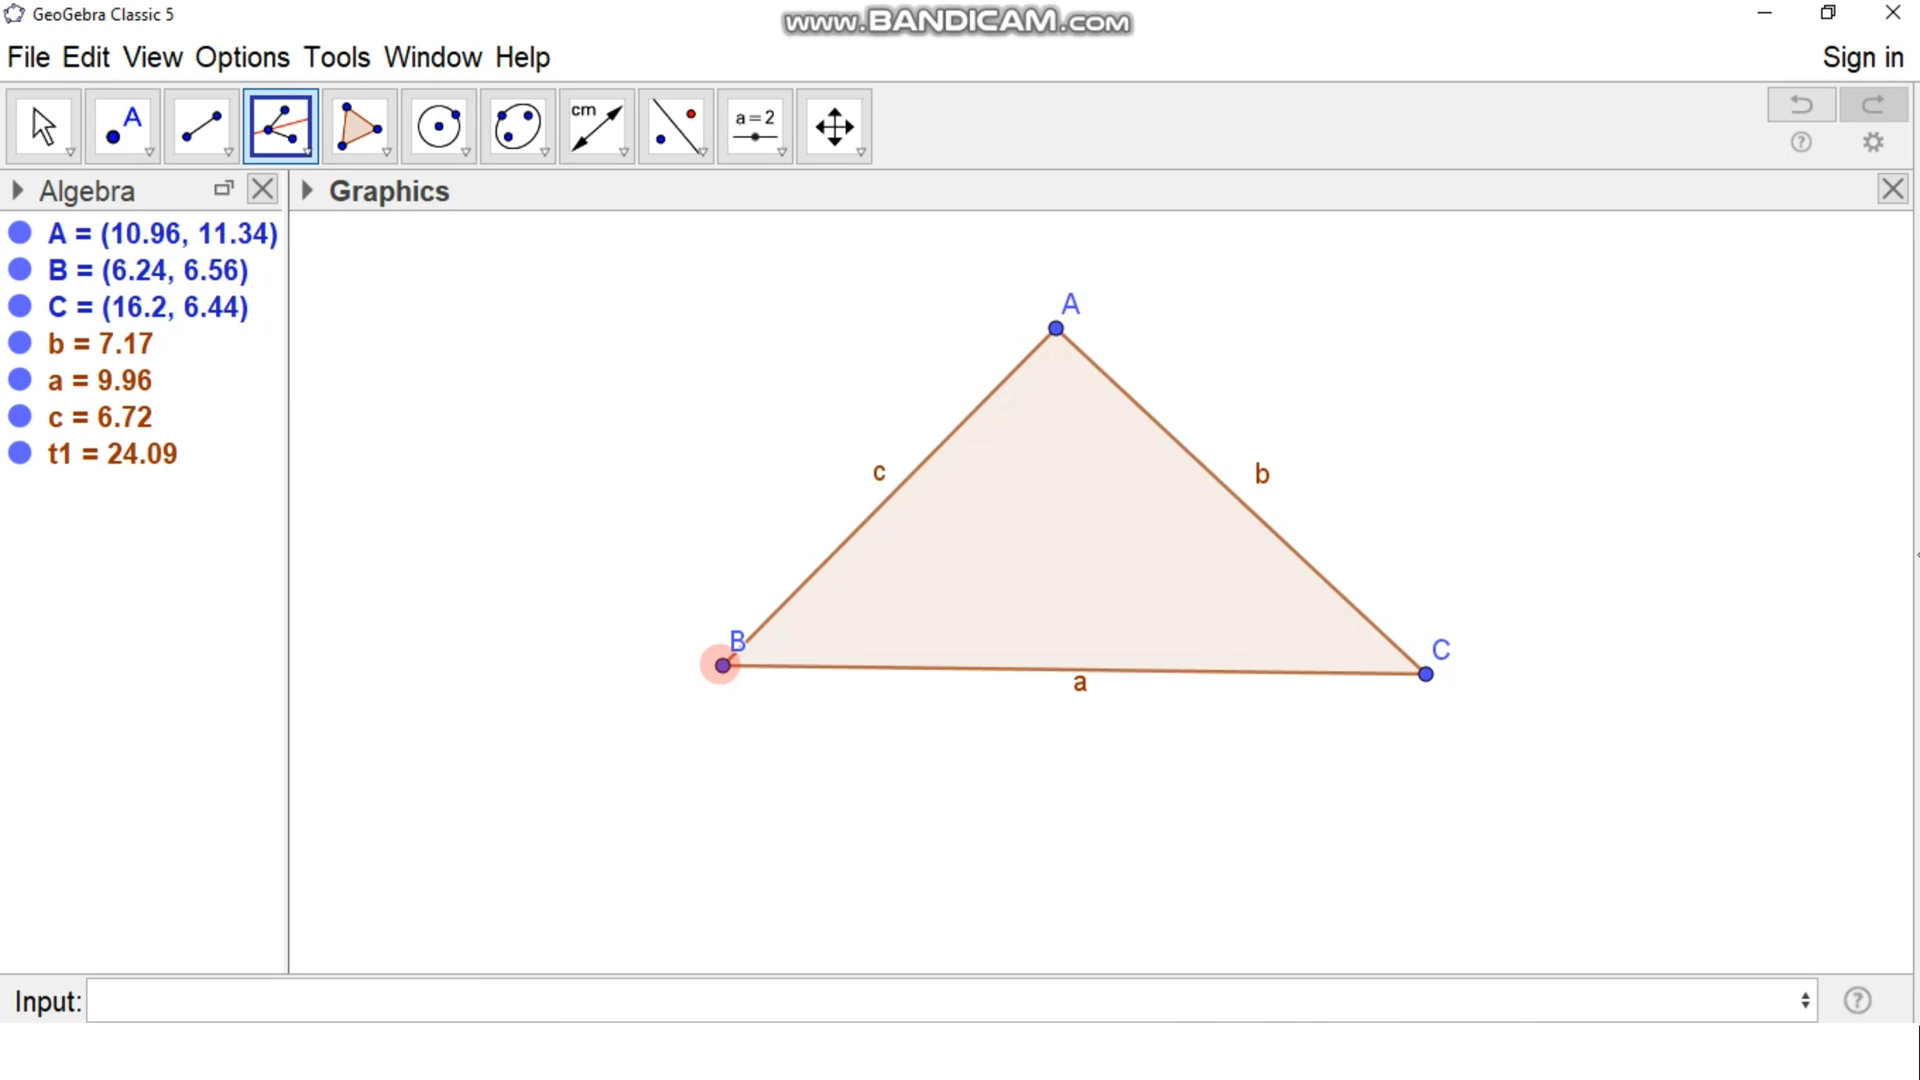 GeoGebra Classic 5
www.BANDICAM.com
File Edit View Options Tools Window Help
Sign in
A
cm
a=2
Algebra
Graphics
A = (10.96, 11.34)
B = (6.24, 6.56)
C = (16.2, 6.44)
b = 7.17
a = 9.96
c = 6.72
t1 = 24.09
A
c
b
B
C
a
Input: